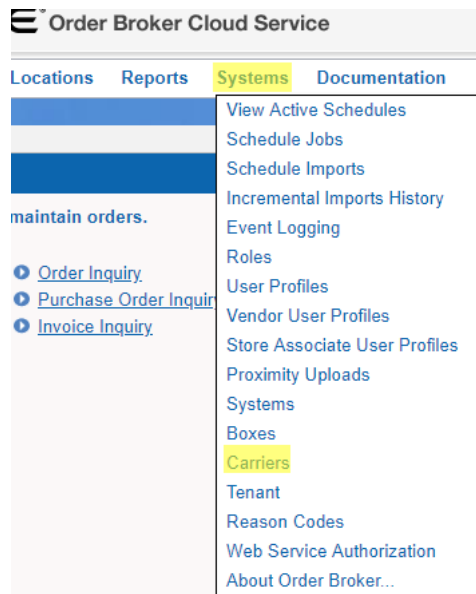 Order Broker Cloud Service
Locations Reports Systems Documentation
View Active Schedules
Schedule Jobs
Schedule Imports
Incremental Imports History
maintain orders.
Event Logging
Roles
Order Inquiry
User Profiles
Purchase Order Inquir
Vendor User Profiles
Invoice Inquiry
Store Associate User Profiles
Proximity Uploads
Systems
Boxes
Carriers
Tenant
Reason Codes
Web Service Authorization
About Order Broker...